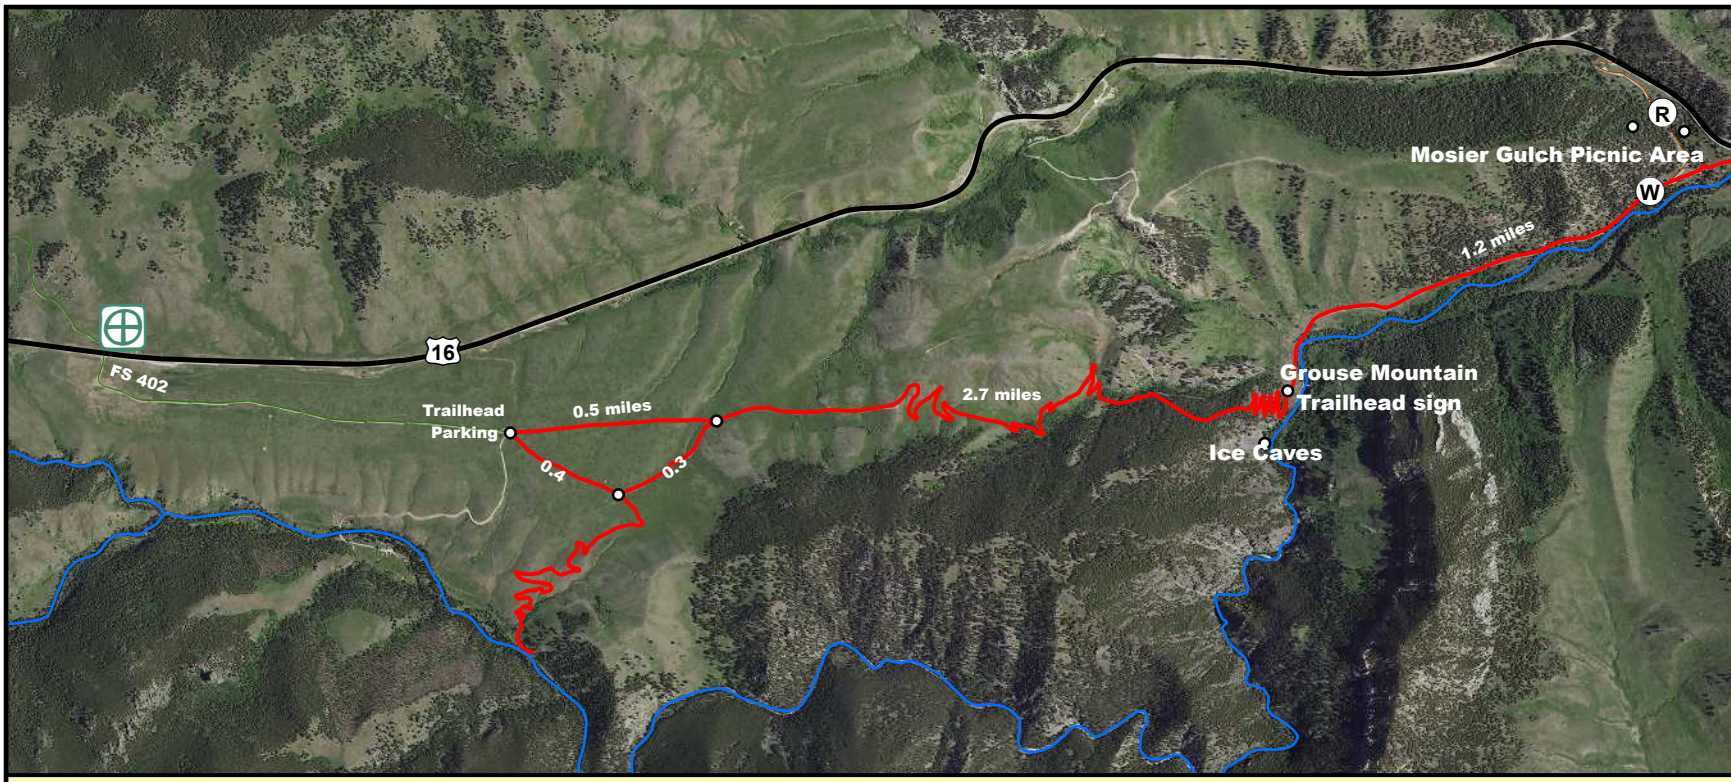 R
Mosier Gulch Picnic Area
W
1.2 miles
16
FS 402
Grouse Mountain
Trailhead sign
2.7 miles
0.5 miles
Trailhead
Parking
0.4
0.3
Ice Caves